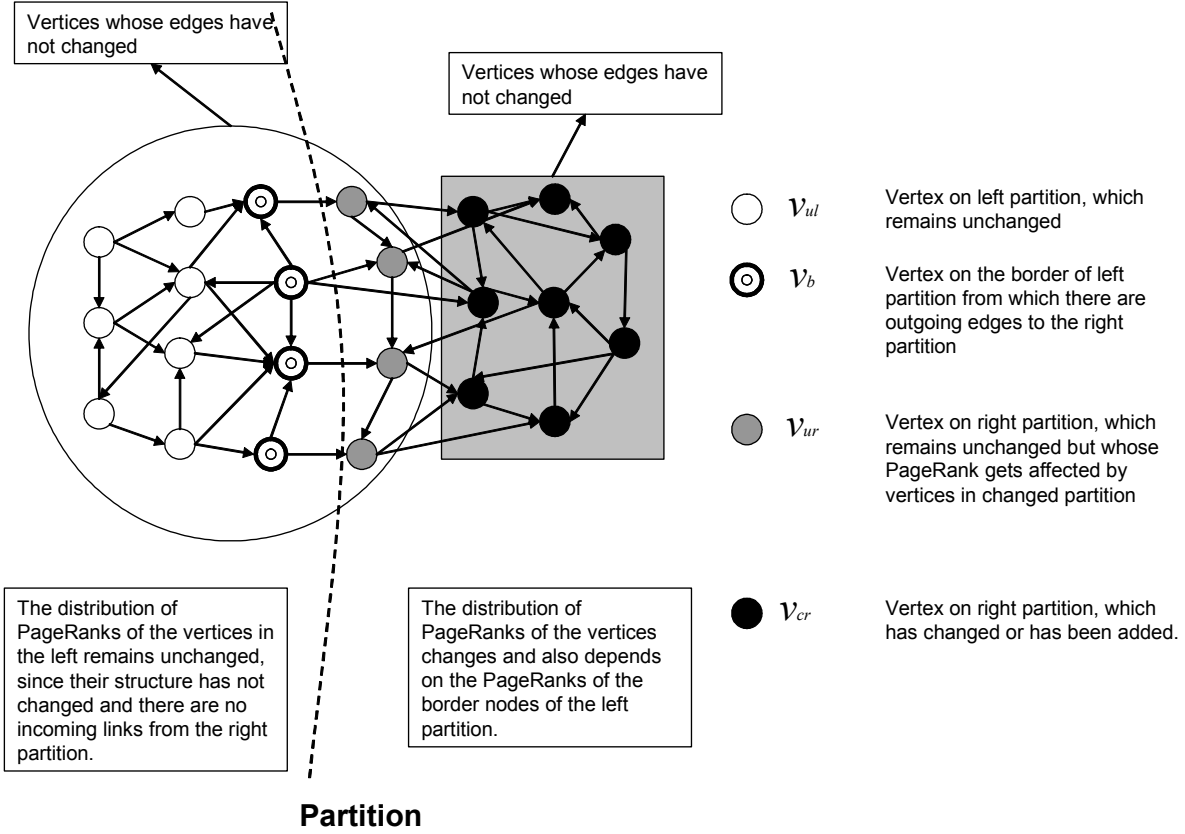 Vertices whose edges have
not changed
Vertices whose edges have
not changed
v_ul
Vertex on left partition, which
remains unchanged
v_b
Vertex on the border of left
partition from which there are
outgoing edges to the right
partition
v_ur
Vertex on right partition, which
remains unchanged but whose
PageRank gets affected by
vertices in changed partition
v_cr
Vertex on right partition, which
has changed or has been added.
The distribution of
PageRanks of the vertices in
the left remains unchanged,
since their structure has not
changed and there are no
incoming links from the right
partition.
The distribution of
PageRanks of the vertices
changes and also depends
on the PageRanks of the
border nodes of the left
partition.
Partition